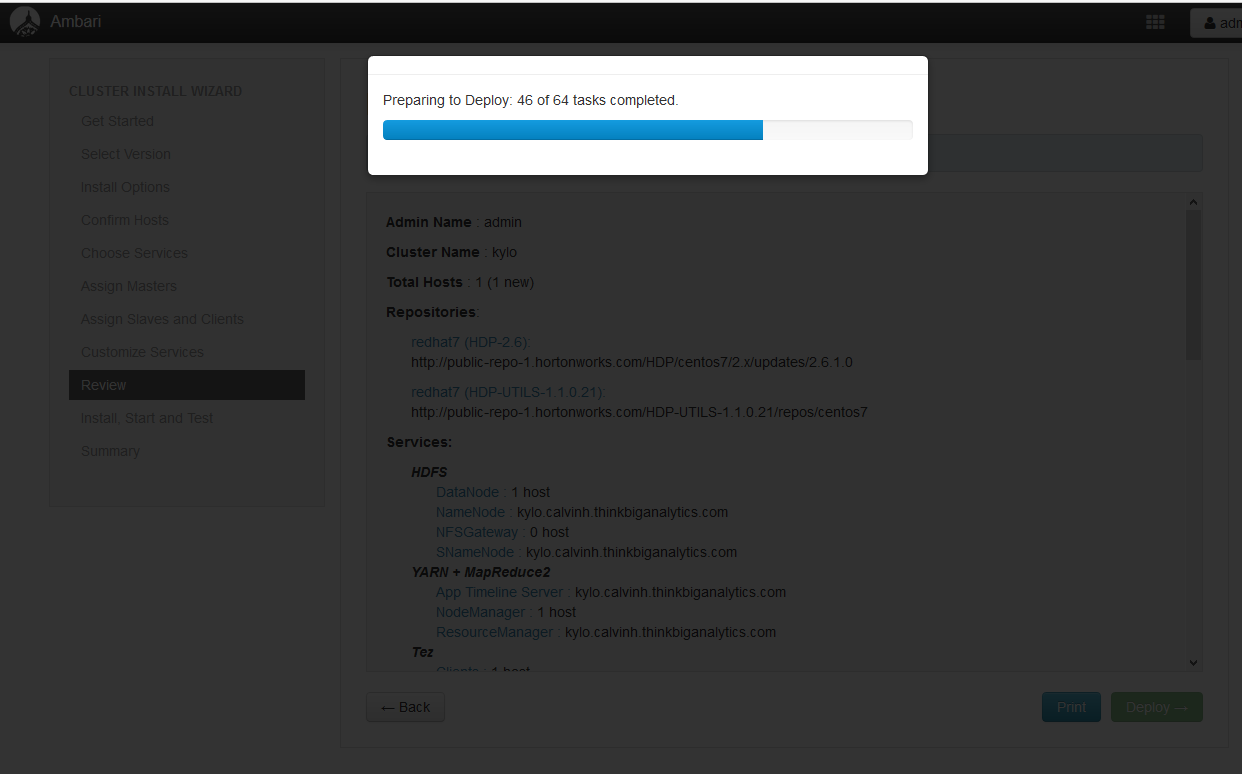 Ambari
adm
Preparing to Deploy: 46 of 64 tasks completed.
CLUSTER INSTALL WIZARD
Get Started
Select Version
Install Options
Confirm Hosts
Choose Services
Assign Masters
Assign Slaves and Clients
Customize Services
Review
Install, Start and Test
Summary
Admin Name : admin
Cluster Name : kylo
Total Hosts : 1 (1 new)
Repositories:
redhat7 (HDP-2.6):
http://public-repo-1.hortonworks.com/HDP/centos7/2.x/updates/2.6.1.0
redhat7 (HDP-UTILS-1.1.0.21):
http://public-repo-1.hortonworks.com/HDP-UTILS-1.1.0.21/repos/centos7
Services:
HDFS
DataNode : 1 host
NameNode : kylo.calvinh.thinkbiganalytics.com
NFSGateway : 0 host
SNameNode : kylo.calvinh.thinkbiganalytics.com
YARN + MapReduce2
App Timeline Server : kylo.calvinh.thinkbiganalytics.com
NodeManager : 1 host
ResourceManager : kylo.calvinh.thinkbiganalytics.com
Tez
Clients : 1 host
← Back
Print
Deploy →